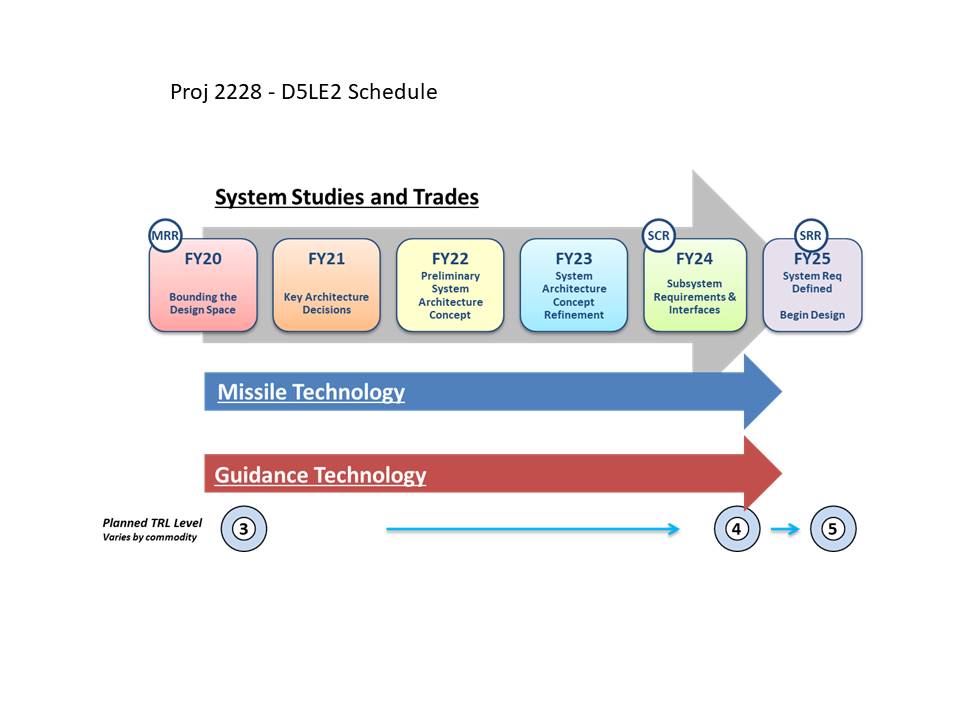 Proj 2228 - D5LE2 Schedule
System Studies and Trades
MRR
SCR
SRR
FY20
Bounding the
Design Space
FY21
Key Architecture
Decisions
FY22
Preliminary
System
Architecture
Concept
FY23
System
Architecture
Concept
Refinement
FY24
Subsystem
Requirements &
Interfaces
FY25
System Req
Defined
Begin Design
Missile Technology
Guidance Technology
Planned TRL Level
Varies by commodity
3
4
5